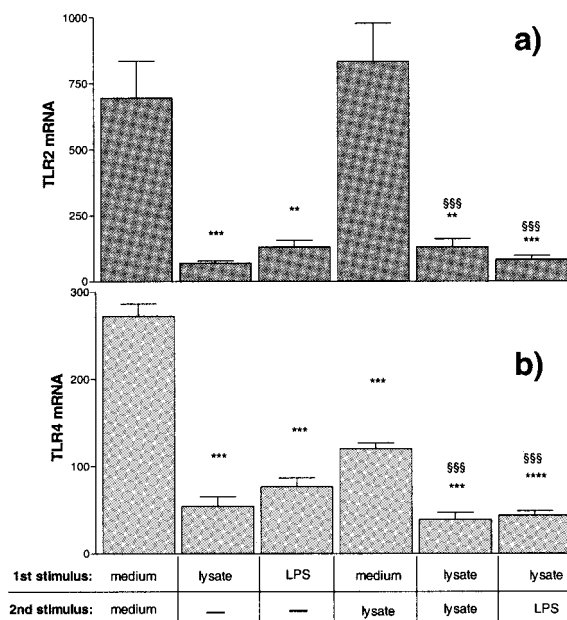 a)
TLR2 mRNA
1000
750
500
250
0
*** ** §§§ §§§
** ***
b)
TLR4 mRNA
300
200
100
0
*** *** *** §§§ §§§
*** ****
1st stimulus: medium lysate LPS medium lysate lysate
2nd stimulus: medium — — lysate lysate LPS